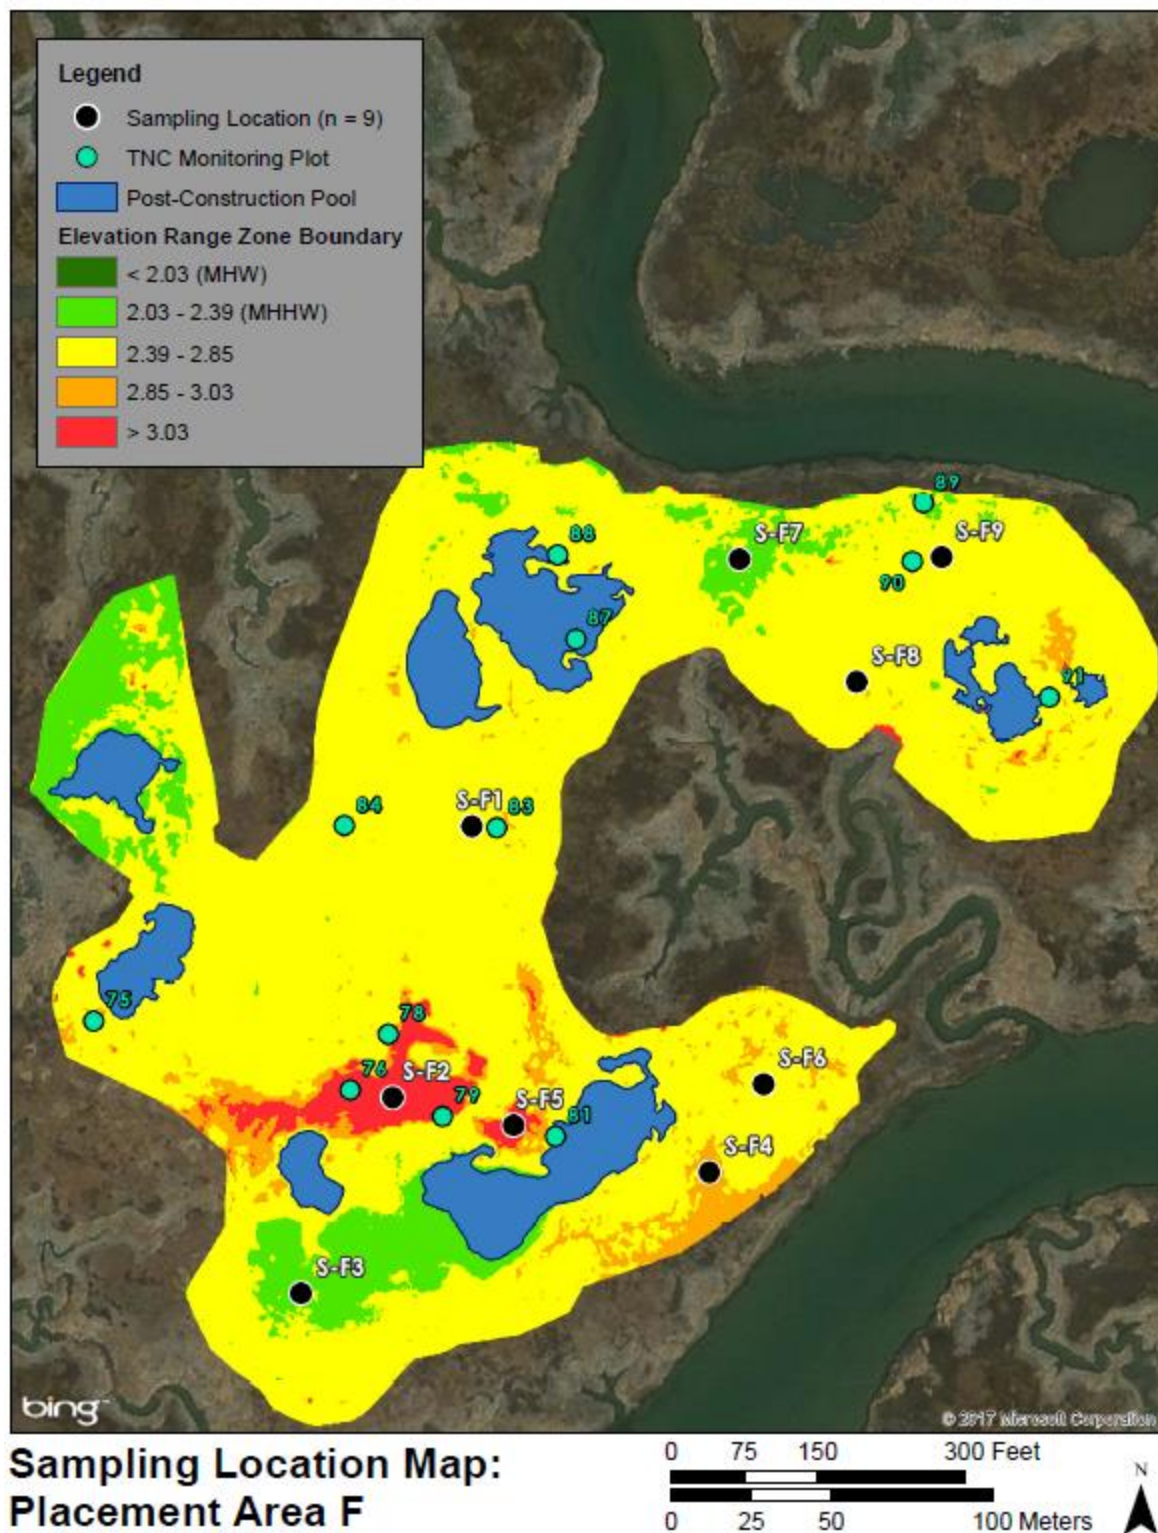 Legend
Sampling Location (n = 9)
TNC Monitoring Plot
Post-Construction Pool
Elevation Range Zone Boundary
< 2.03 (MHW)
2.03 - 2.39 (MHHW)
2.39 - 2.85
2.85 - 3.03
> 3.03
89
S-F7
S-F9
88
90
87
S-F8
91
84
S-F1
83
75
78
76
S-F2
79
S-F5
81
S-F6
S-F4
S-F3
bing™
© 2017 Microsoft Corporation
Sampling Location Map:
Placement Area F
0 75 150 300 Feet
0 25 50 100 Meters
N